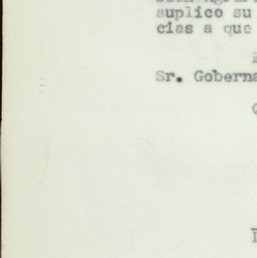 suplico su
cias a que
Sr. Goberna